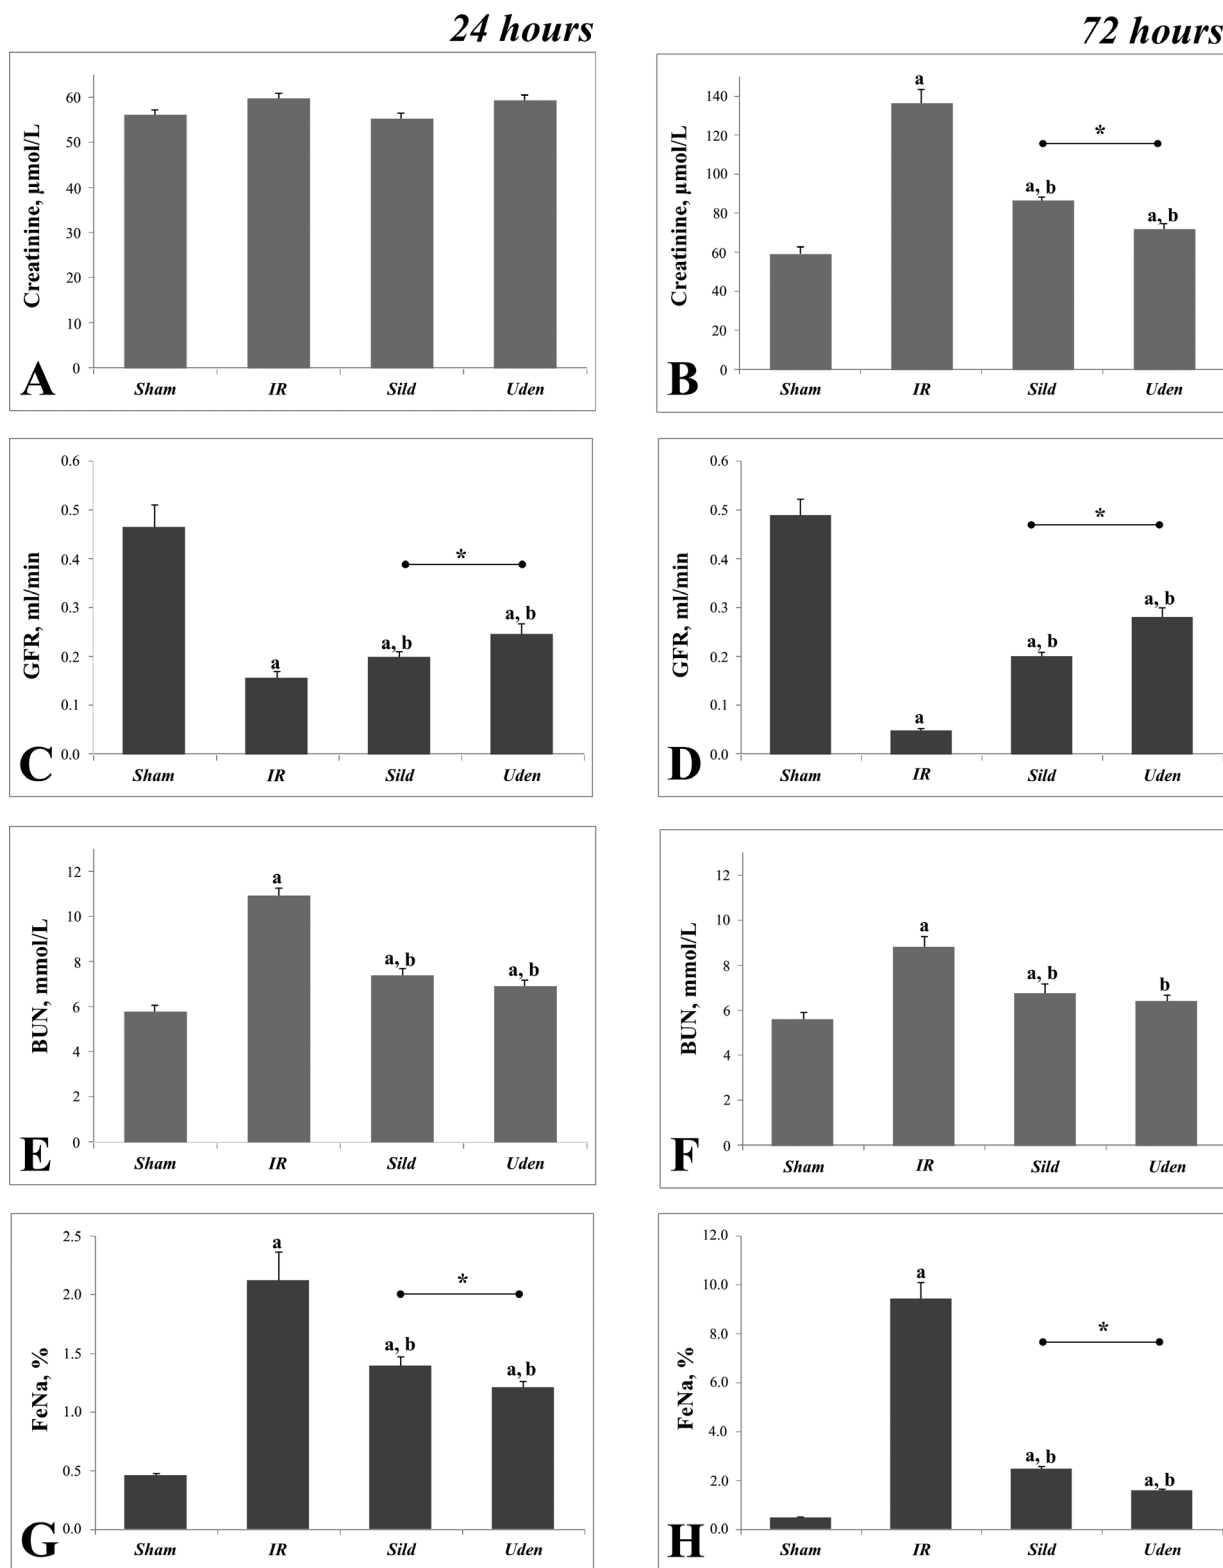 24 hours
72 hours
Creatinine, µmol/L
60
50
40
30
20
10
0
Sham IR Sild Uden
A
Creatinine, µmol/L
140
120
100
80
60
40
20
0
a
a, b
a, b
*
Sham IR Sild Uden
B
GFR, ml/min
0.6
0.5
0.4
0.3
0.2
0.1
0.0
a
a, b
a, b
*
Sham IR Sild Uden
C
GFR, ml/min
0.6
0.5
0.4
0.3
0.2
0.1
0.0
a
a, b
a, b
*
Sham IR Sild Uden
D
BUN, mmol/L
12
10
8
6
4
2
0
a
a, b
a, b
Sham IR Sild Uden
E
BUN, mmol/L
12
10
8
6
4
2
0
a
a, b
b
Sham IR Sild Uden
F
FeNa, %
2.5
2.0
1.5
1.0
0.5
0.0
a
a, b
a, b
*
Sham IR Sild Uden
G
FeNa, %
12.0
10.0
8.0
6.0
4.0
2.0
0.0
a
a, b
a, b
*
Sham IR Sild Uden
H